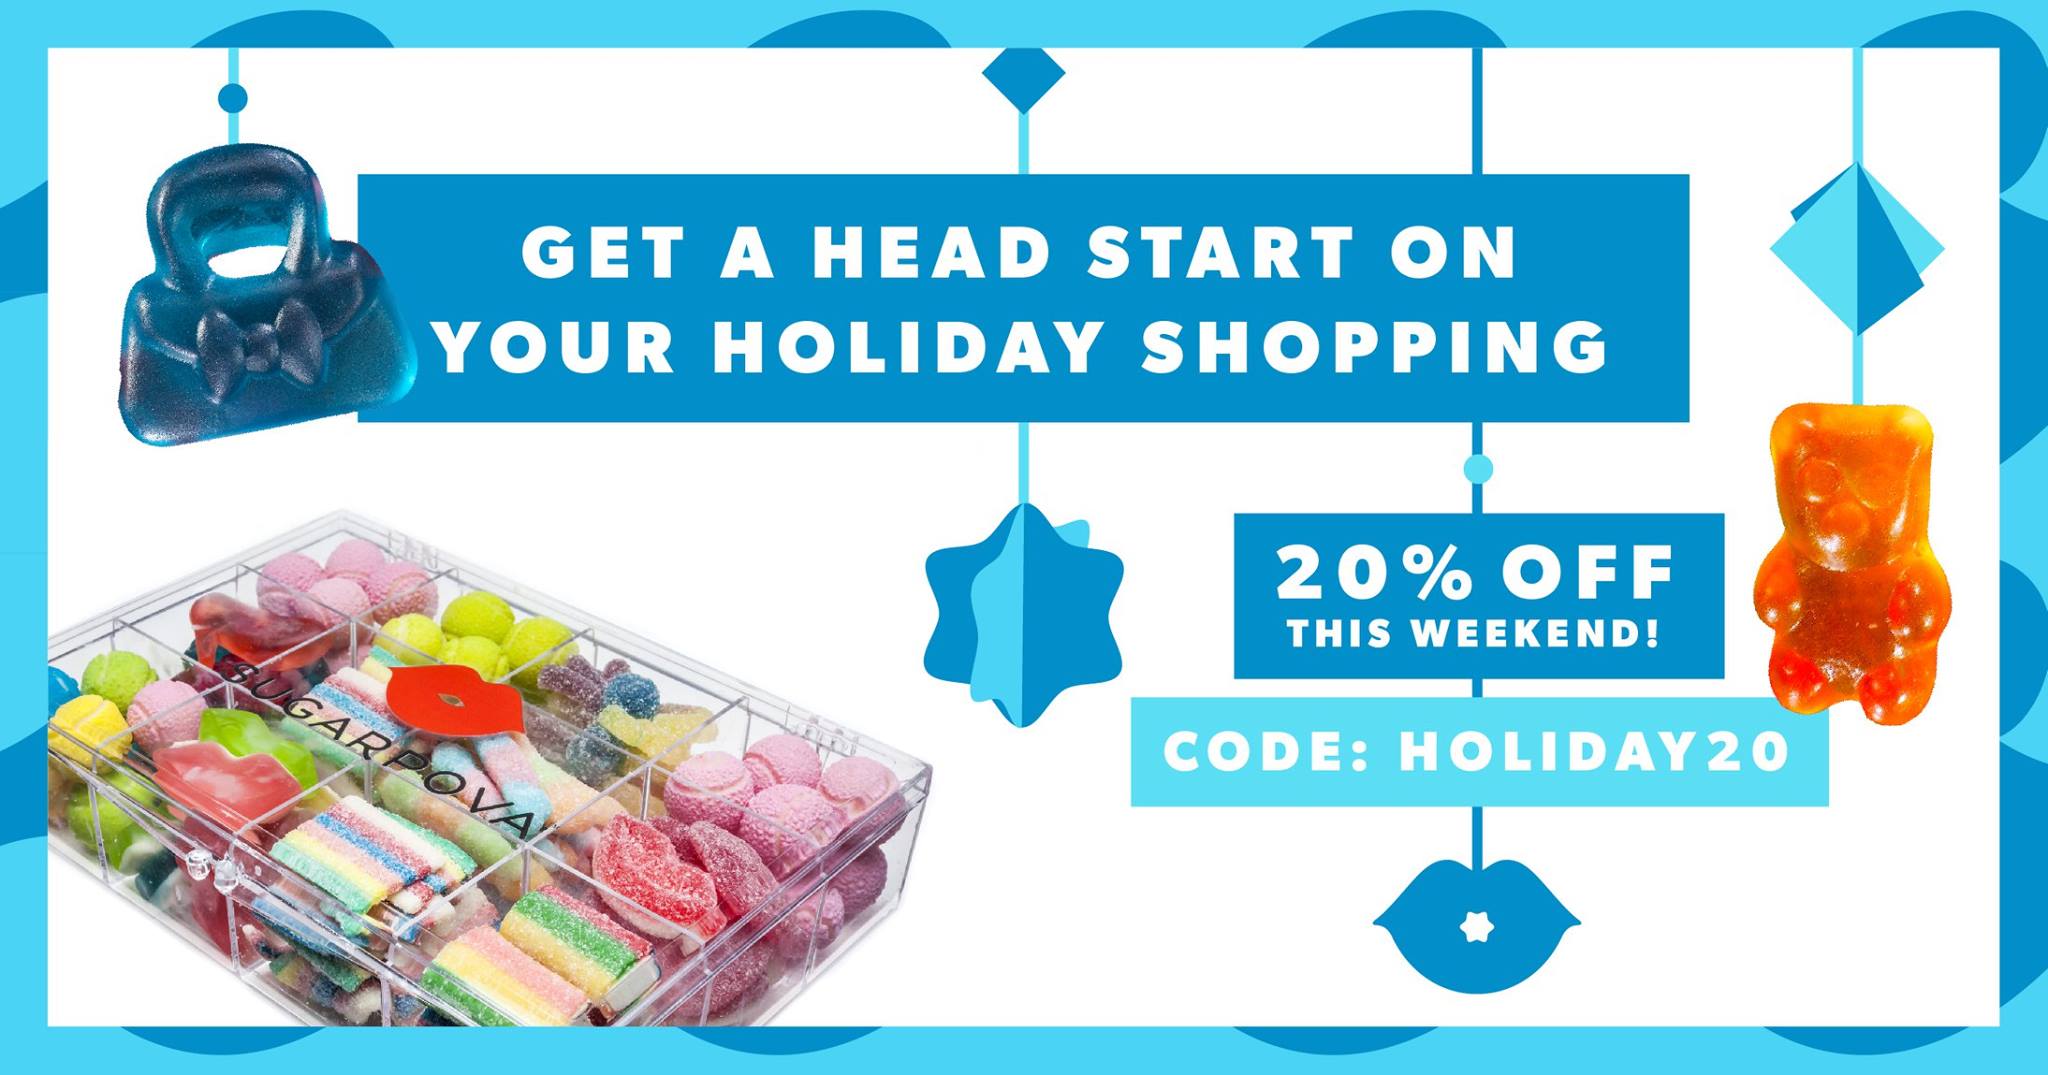 GET A HEAD START ON
YOUR HOLIDAY SHOPPING
20% OFF
THIS WEEKEND!
CODE: HOLIDAY20
SUGARPOVA